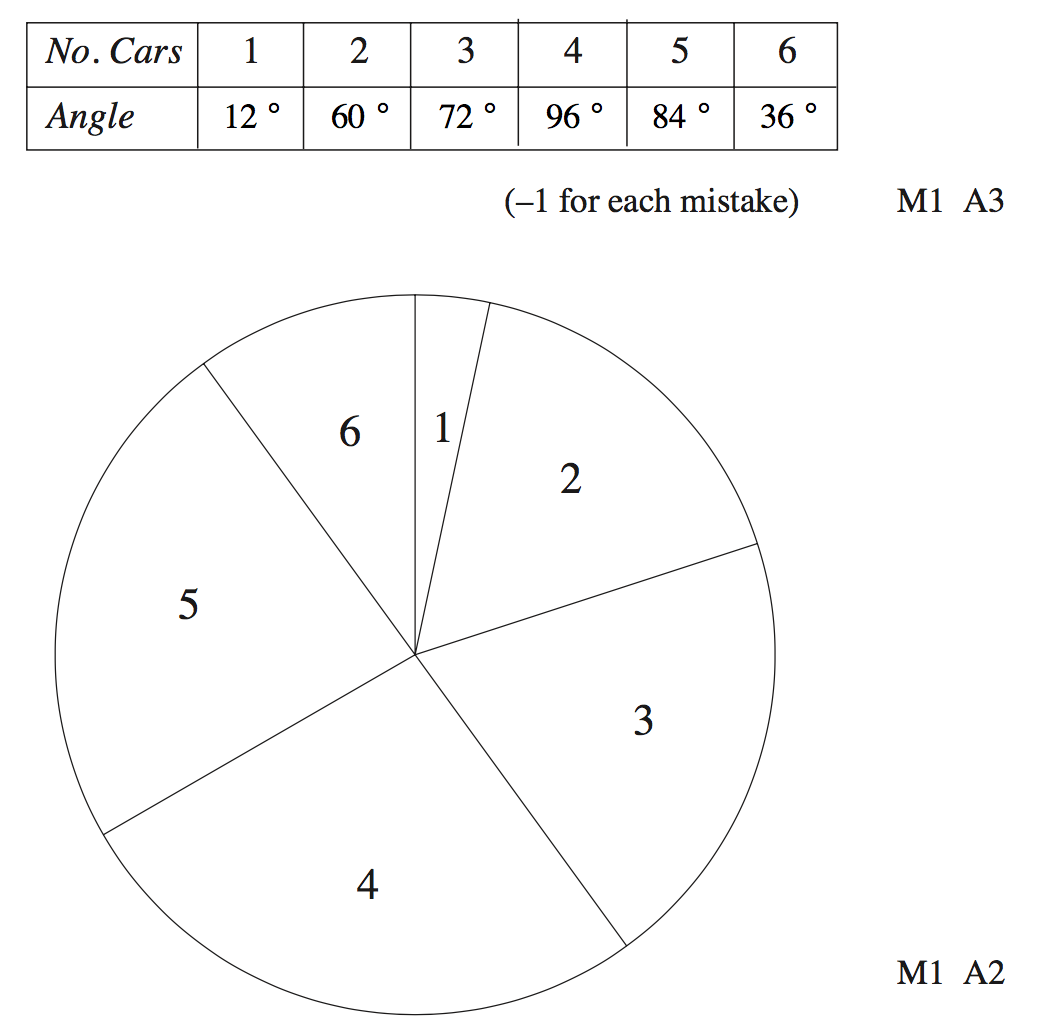 No. Cars 1 2 3 4 5 6
Angle 12 ° 60 ° 72 ° 96 ° 84 ° 36 °
(–1 for each mistake) M1 A3
6 1
2
5
3
4
M1 A2